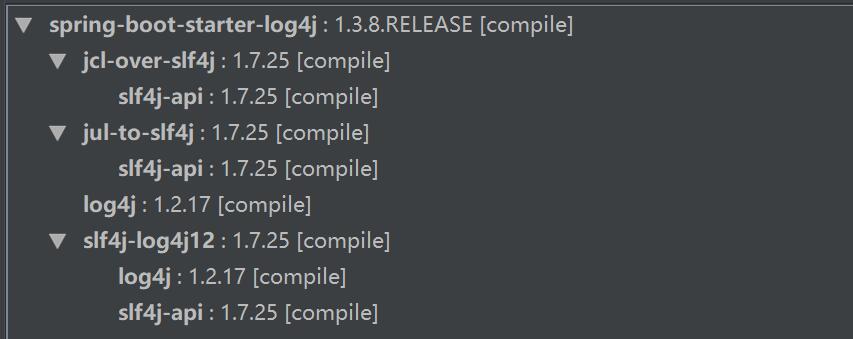 spring-boot-starter-log4j : 1.3.8.RELEASE [compile]
jcl-over-slf4j : 1.7.25 [compile]
slf4j-api : 1.7.25 [compile]
jul-to-slf4j : 1.7.25 [compile]
slf4j-api : 1.7.25 [compile]
log4j : 1.2.17 [compile]
slf4j-log4j12 : 1.7.25 [compile]
log4j : 1.2.17 [compile]
slf4j-api : 1.7.25 [compile]